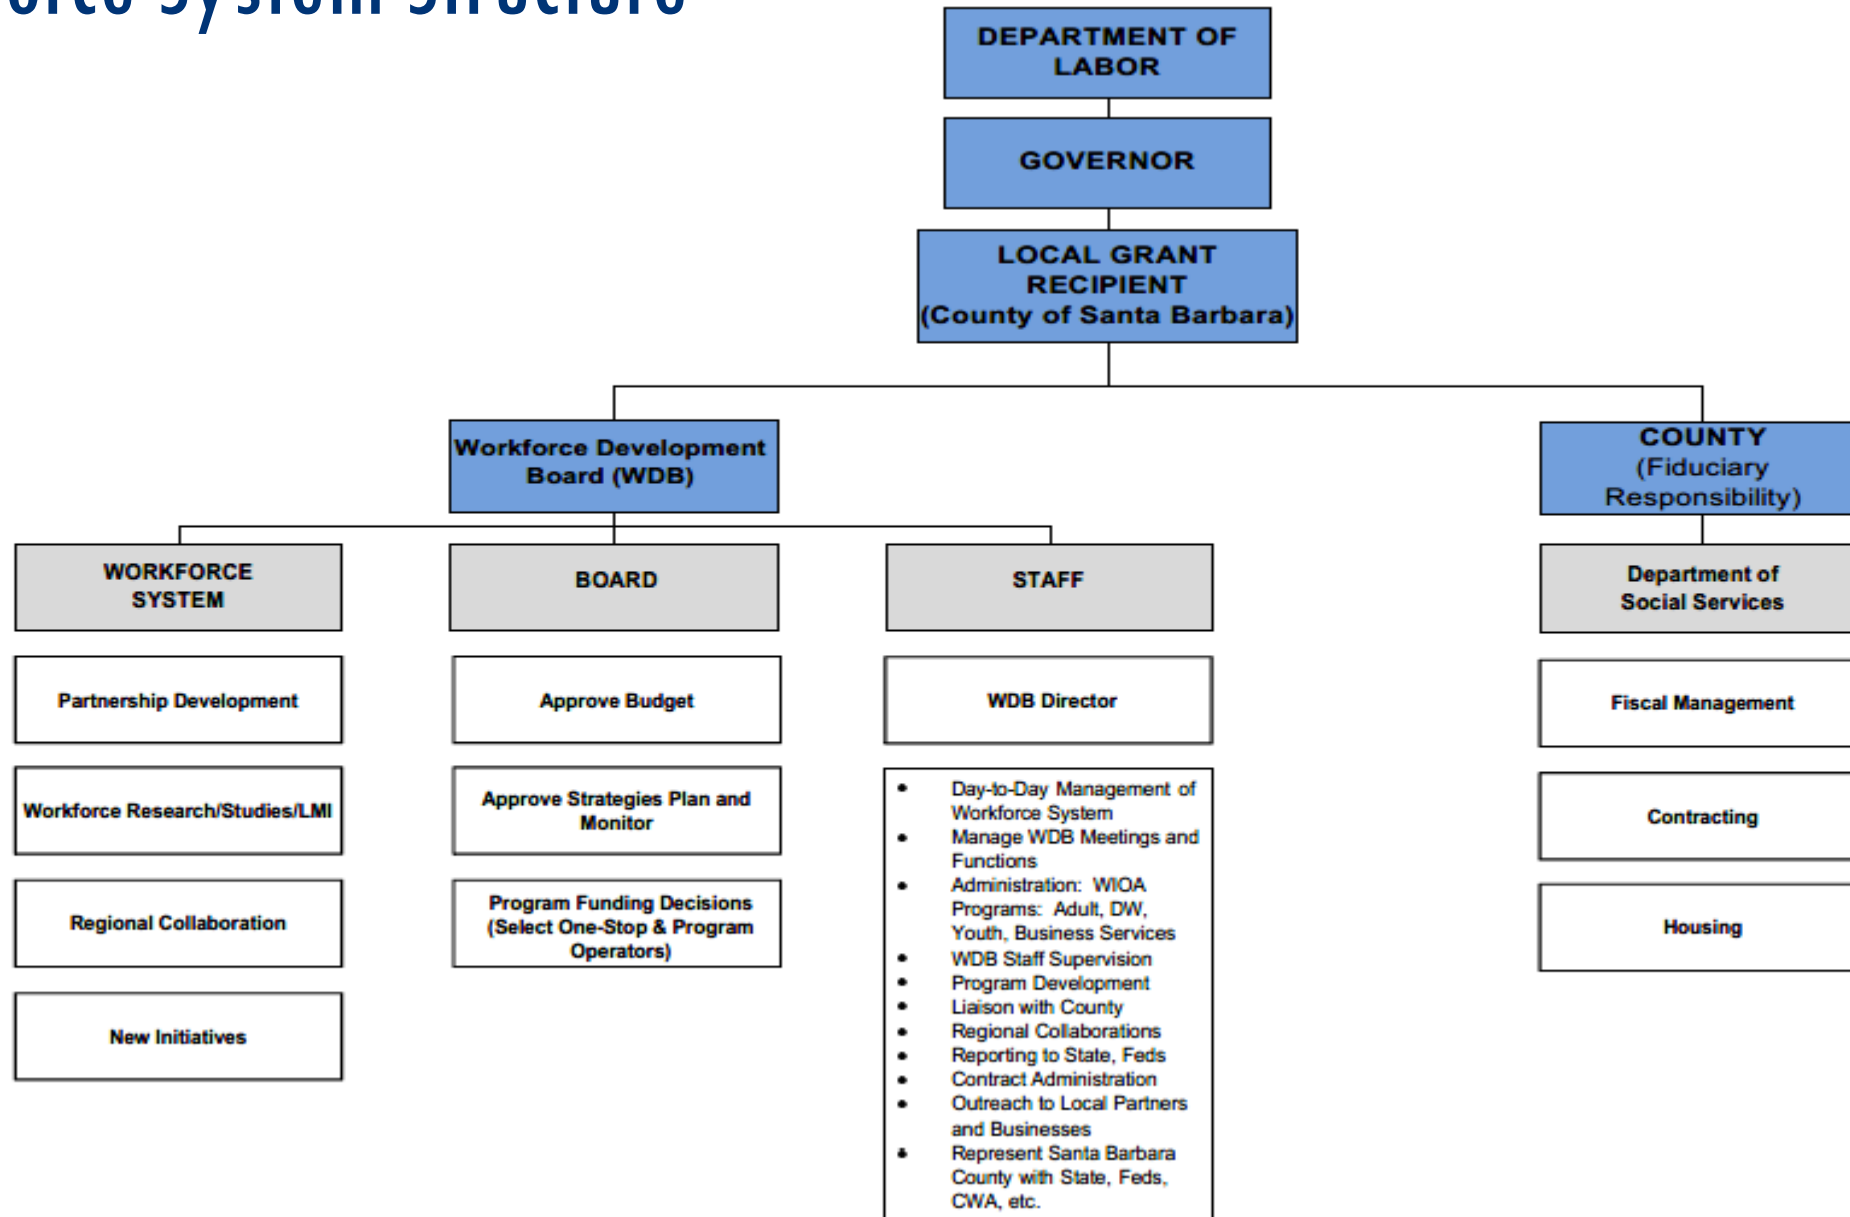 System Structure
DEPARTMENT OF
LABOR
GOVERNOR
LOCAL GRANT
RECIPIENT
(County of Santa Barbara)
Workforce Development
Board (WDB)
COUNTY
(Fiduciary
Responsibility)
WORKFORCE
SYSTEM
Partnership Development
Workforce Research/Studies/LMI
Regional Collaboration
New Initiatives
BOARD
Approve Budget
Approve Strategies Plan and
Monitor
Program Funding Decisions
(Select One-Stop & Program
Operators)
STAFF
WDB Director
• Day-to-Day Management of
Workforce System
• Manage WDB Meetings and
Functions
• Administration: WIOA
Programs: Adult, DW,
Youth, Business Services
• WDB Staff Supervision
• Program Development
• Liaison with County
• Regional Collaborations
• Reporting to State, Feds
• Contract Administration
• Outreach to Local Partners
and Businesses
• Represent Santa Barbara
County with State, Feds,
CWA, etc.
Department of
Social Services
Fiscal Management
Contracting
Housing